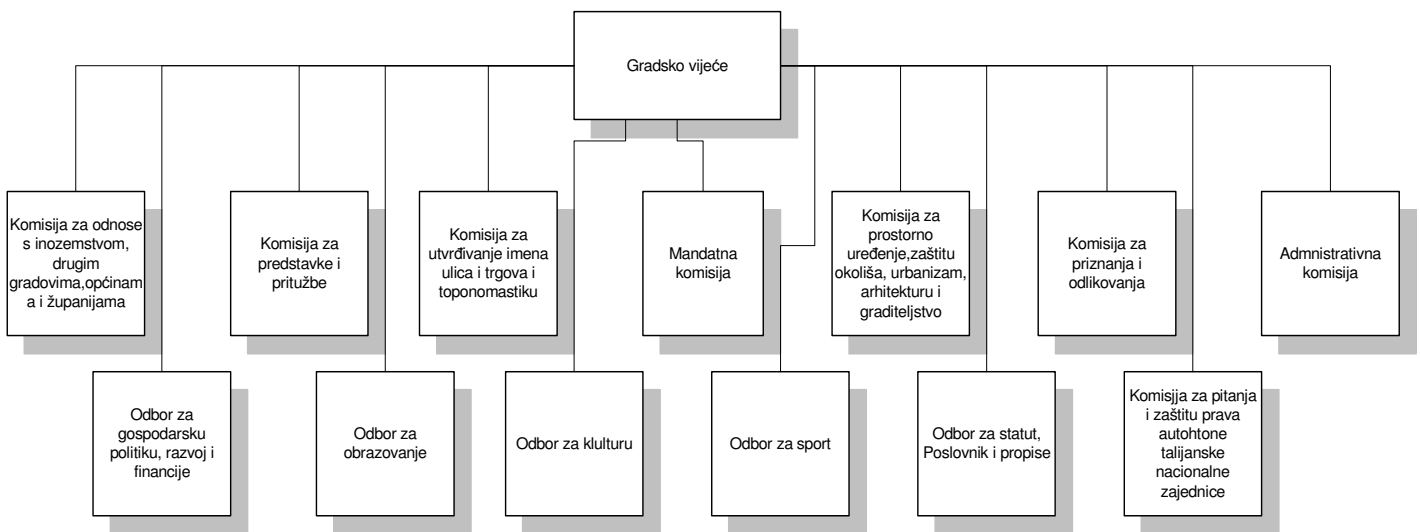 Gradsko vijeće
Komisija za odnose
s inozemstvom,
drugim
gradovima,općinam
a i županijama
Komisija za
predstavke i
pritužbe
Komisija za
utvrđivanje imena
ulica i trgova i
toponomastiku
Mandatna
komisija
Komisija za
prostorno
uređenje,zaštitu
okoliša, urbanizam,
arhitekturu i
graditeljstvo
Komisija za
priznanja i
odlikovanja
Admnistrativna
komisija
Odbor za
gospodarsku
politiku, razvoj i
financije
Odbor za
obrazovanje
Odbor za klulturu
Odbor za sport
Odbor za statut,
Poslovnik i propise
Komisjja za pitanja
i zaštitu prava
autohtone
talijanske
nacionalne
zajednice